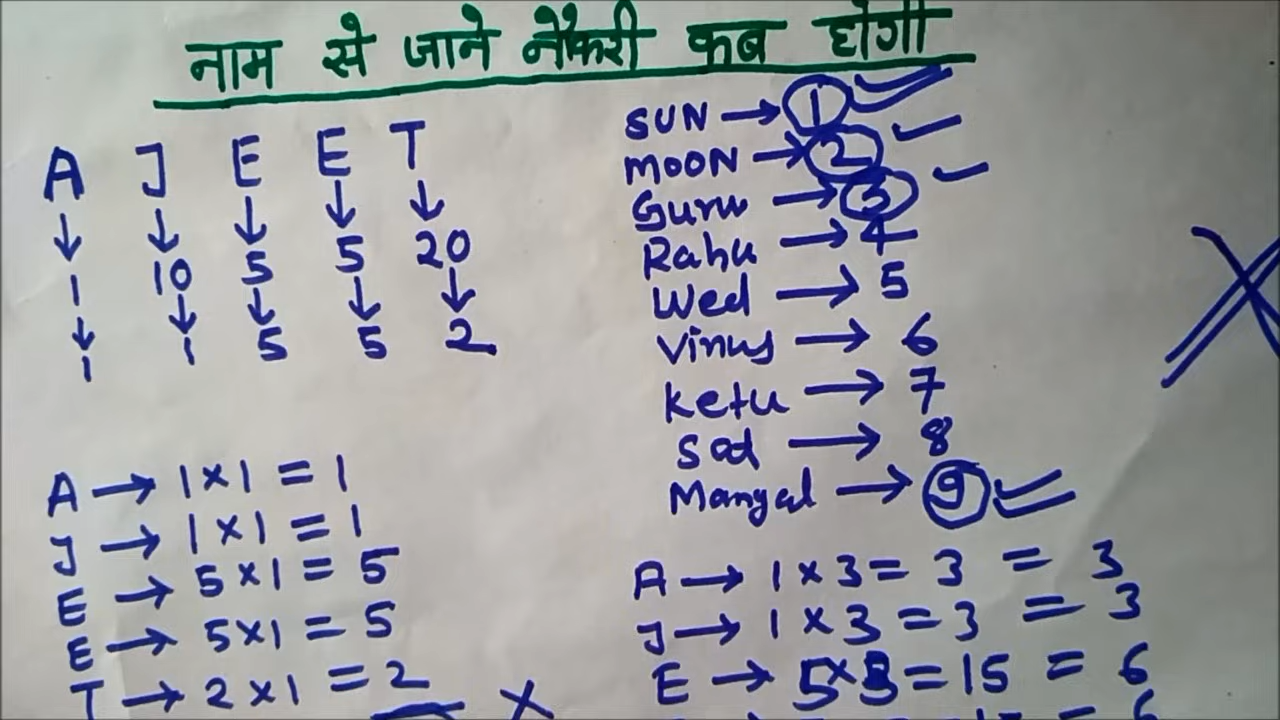 नाम से जाने नौकरी कब होगी
A J E E T
1 10 5 5 20
1 1 5 5 2
A → 1×1 = 1
J → 1×1 = 1
E → 5×1 = 5
E → 5×1 = 5
T → 2×1 = 2
SUN → 1
MOON → 2
Guru → 3
Rahu → 4
Wed → 5
Vinus → 6
Ketu → 7
Sat → 8
Mangal → 9
A → 1×3 = 3 = 3
J → 1×3 = 3 = 3
E → 5×3 = 15 = 6